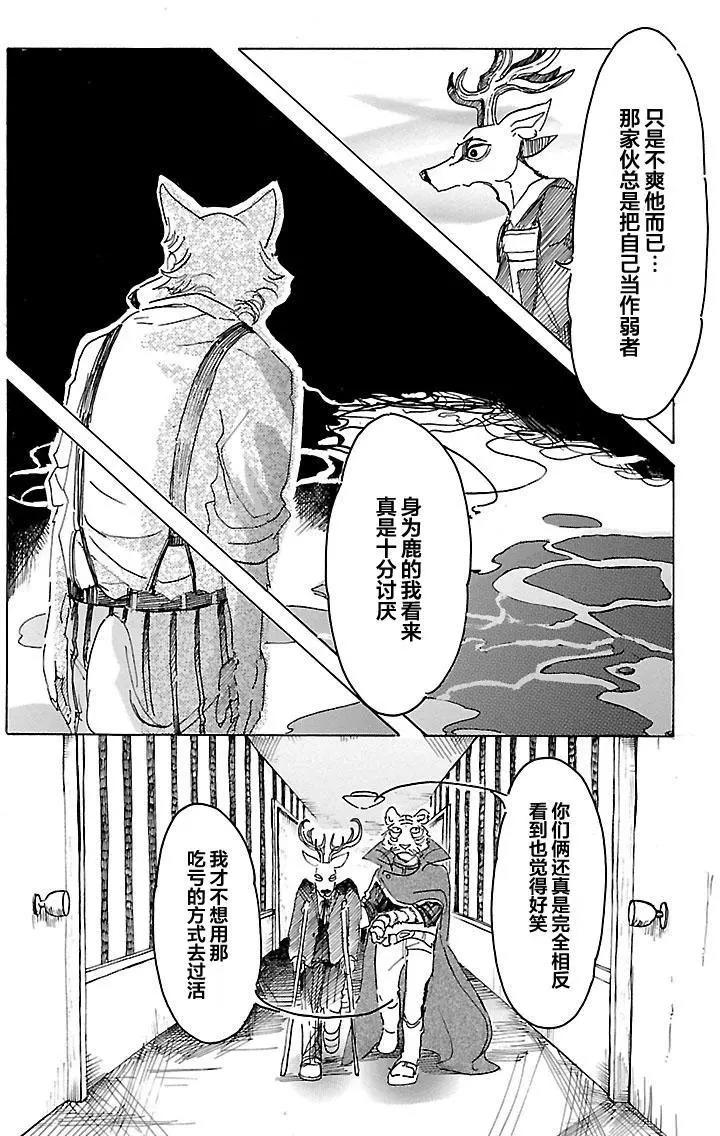 只是不爽他而已…
那家伙总是把自己当作弱者
身为鹿的我看来
真是十分讨厌
你们俩还真是完全相反
看到也觉得好笑
我才不想用那
吃亏的方式去过活